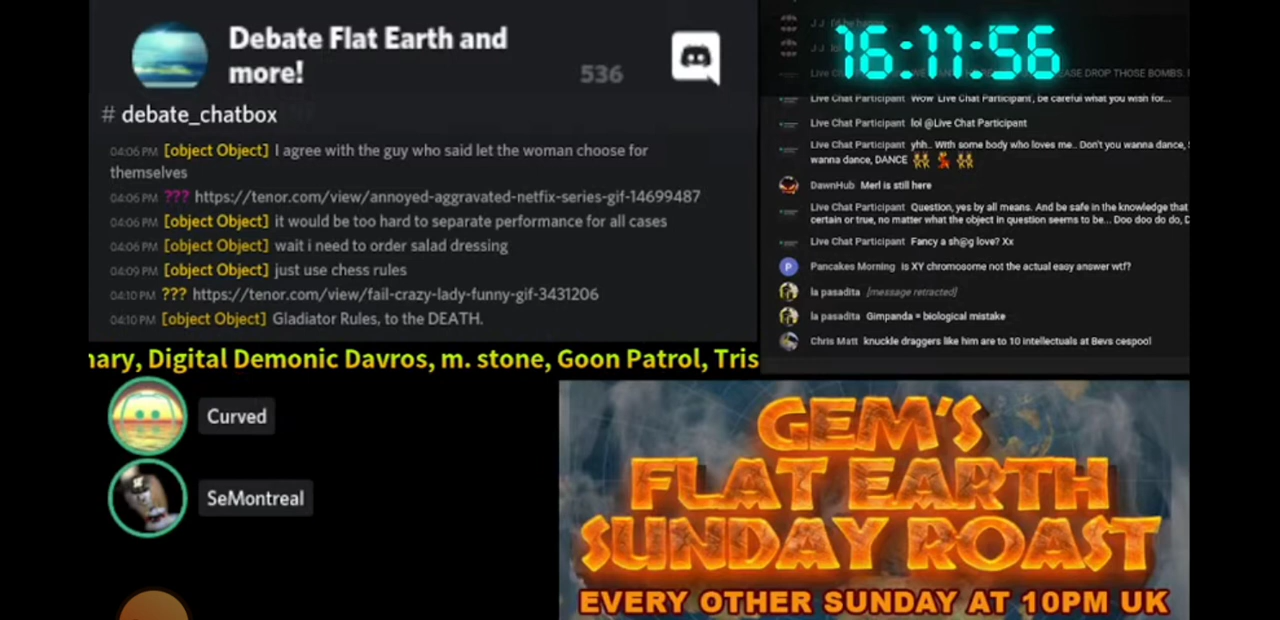 Debate Flat Earth and
more!
536
# debate_chatbox
04:06 PM [object Object] I agree with the guy who said let the woman choose for
themselves
04:06 PM ??? https://tenor.com/view/annoyed-aggravated-netfix-series-gif-14699487
04:06 PM [object Object] it would be too hard to separate performance for all cases
04:06 PM [object Object] wait i need to order salad dressing
04:09 PM [object Object] just use chess rules
04:10 PM ??? https://tenor.com/view/fail-crazy-lady-funny-gif-3431206
04:10 PM [object Object] Gladiator Rules, to the DEATH.
nary, Digital Demonic Davros, m. stone, Goon Patrol, Tris
Curved
SeMontreal
16:11:56
J.J I'd be
J.J
Live Chat EASE DROP THOSE BOMBS.
Live Chat Participant Wow 'Live Chat Participant', be careful what you wish for...
Live Chat Participant lol @Live Chat Participant
Live Chat Participant yhh.. With some body who loves me.. Don't you wanna dance,
wanna dance, DANCE
DawnHub Merl is still here
Live Chat Participant Question, yes by all means. And be safe in the knowledge that
certain or true, no matter what the object in question seems to be... Doo doo do do, D
Live Chat Participant Fancy a sh@g love? Xx
P Pancakes Morning is XY chromosome not the actual easy answer wtf?
la pasadita [message retracted]
la pasadita Gimpanda = biological mistake
Chris Matt knuckle draggers like him are to 10 intellectuals at Bevs cespool
GEM'S
FLAT EARTH
SUNDAY ROAST
EVERY OTHER SUNDAY AT 10PM UK